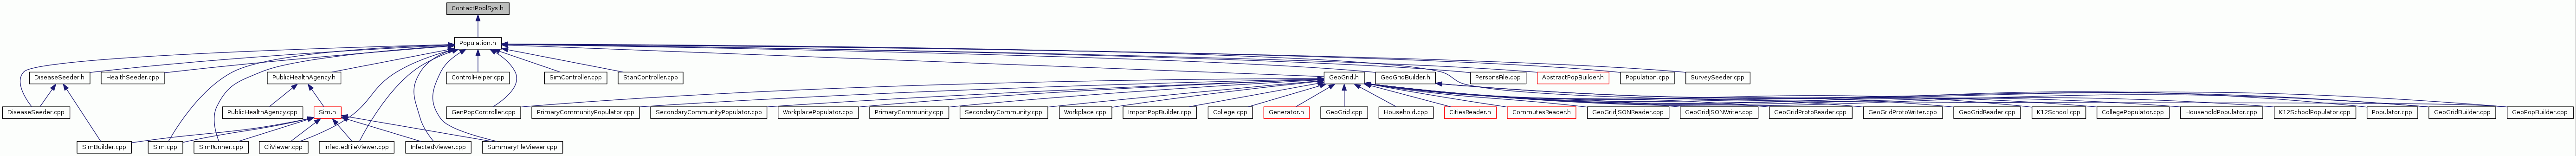 ContactPoolSys.h
Population.h
DiseaseSeeder.h
HealthSeeder.cpp
PublicHealthAgency.h
ControlHelper.cpp
SimController.cpp
StanController.cpp
GeoGrid.h
GeoGridBuilder.h
PersonsFile.cpp
AbstractPopBuilder.h
Population.cpp
SurveySeeder.cpp
DiseaseSeeder.cpp
PublicHealthAgency.cpp
Sim.h
GenPopController.cpp
PrimaryCommunityPopulator.cpp
SecondaryCommunityPopulator.cpp
WorkplacePopulator.cpp
PrimaryCommunity.cpp
SecondaryCommunity.cpp
Workplace.cpp
ImportPopBuilder.cpp
College.cpp
Generator.h
GeoGrid.cpp
Household.cpp
CitiesReader.h
CommutesReader.h
GeoGridJSONReader.cpp
GeoGridJSONWriter.cpp
GeoGridProtoReader.cpp
GeoGridProtoWriter.cpp
GeoGridReader.cpp
K12School.cpp
CollegePopulator.cpp
HouseholdPopulator.cpp
K12SchoolPopulator.cpp
Populator.cpp
GeoGridBuilder.cpp
GeoPopBuilder.cpp
SimBuilder.cpp
Sim.cpp
SimRunner.cpp
CliViewer.cpp
InfectedFileViewer.cpp
InfectedViewer.cpp
SummaryFileViewer.cpp